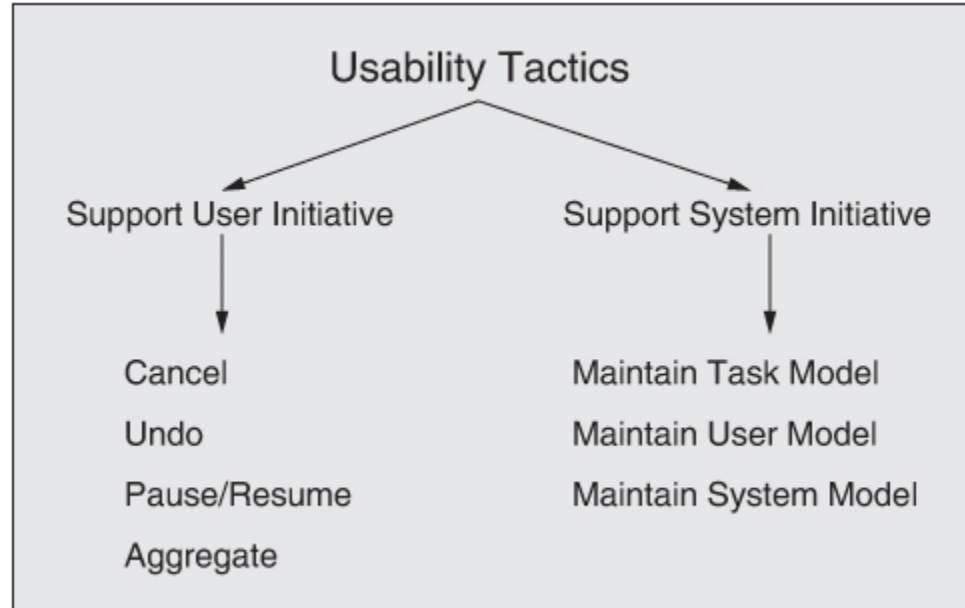 Usability Tactics
Support User Initiative
Support System Initiative
Cancel
Undo
Pause/Resume
Aggregate
Maintain Task Model
Maintain User Model
Maintain System Model